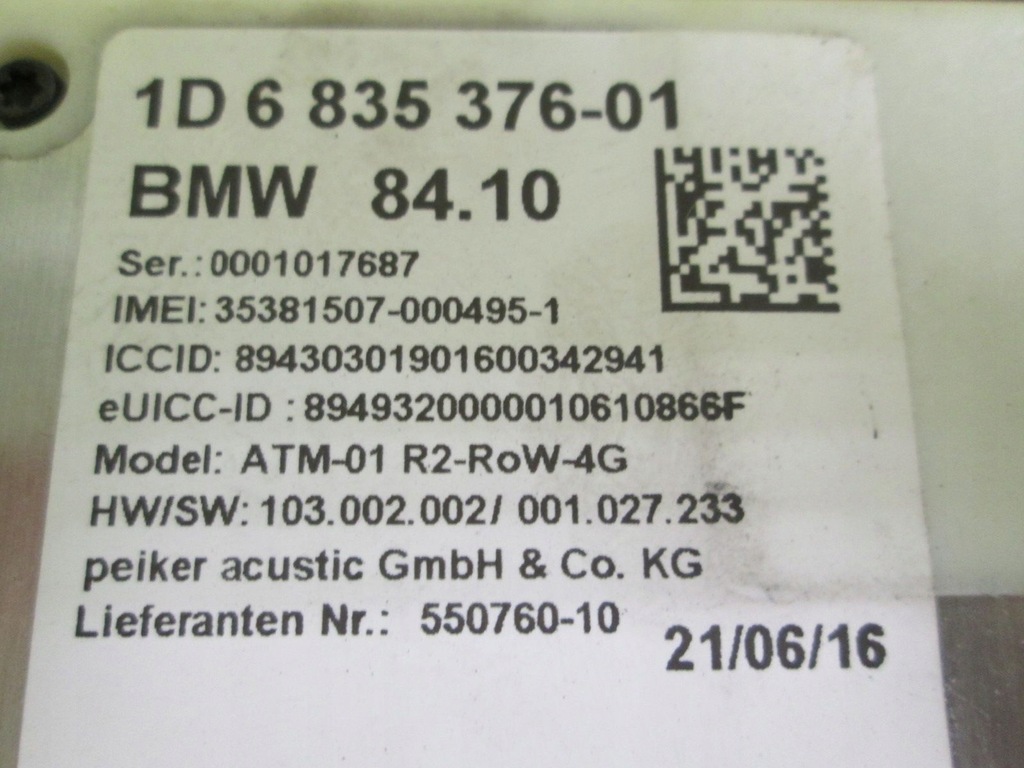 1D 6 835 376-01
BMW 84.10
Ser.: 0001017687
IMEI: 35381507-000495-1
ICCID: 89430301901600342941
eUICC-ID : 8949320000010610866F
Model: ATM-01 R2-RoW-4G
HW/SW: 103.002.002/ 001.027.233
peiker acustic GmbH & Co. KG
Lieferanten Nr.: 550760-10
21/06/16